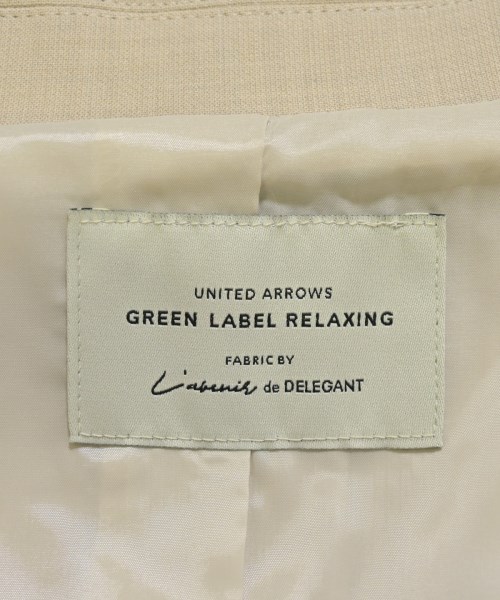 UNITED ARROWS
GREEN LABEL RELAXING
FABRIC BY
L'avenir de DELEGANT